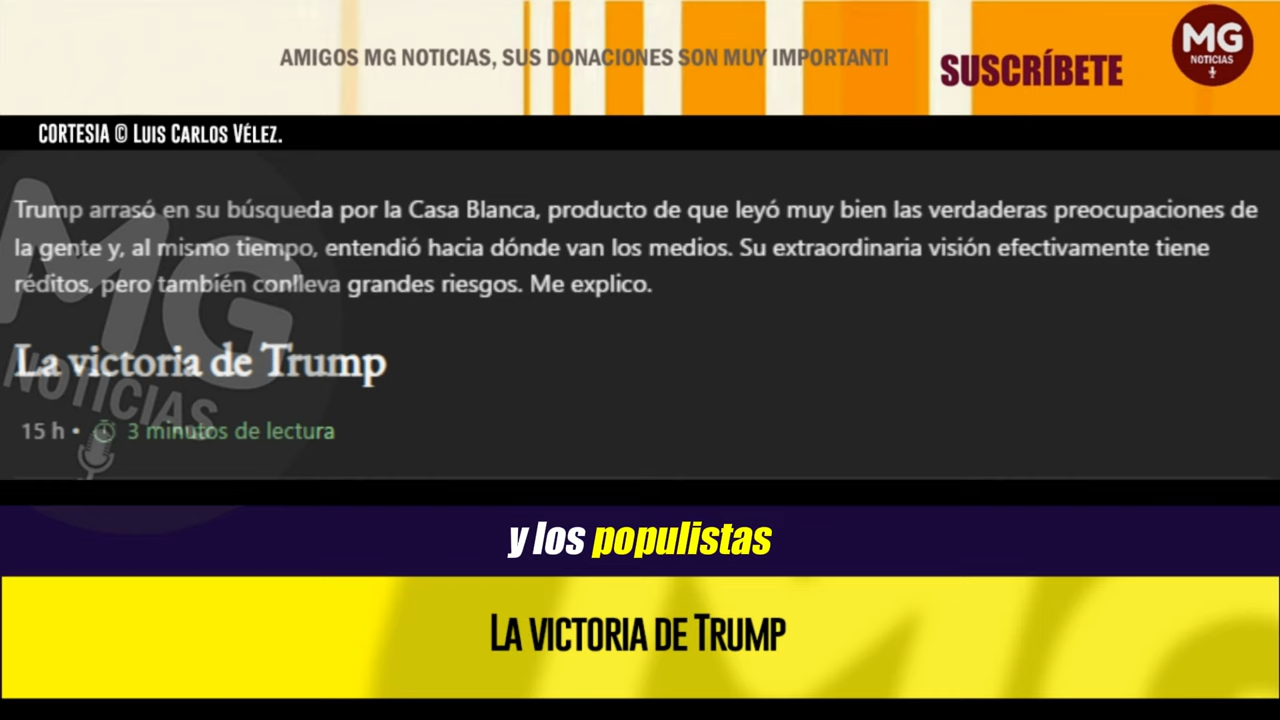 AMIGOS MG NOTICIAS, SUS DONACIONES SON MUY IMPORTANTI
SUSCRÍBETE
MG
NOTICIAS
CORTESIA © LUIS CARLOS VÉLEZ.
Trump arrasó en su búsqueda por la Casa Blanca, producto de que leyó muy bien las verdaderas preocupaciones de
la gente y, al mismo tiempo, entendió hacia dónde van los medios. Su extraordinaria visión efectivamente tiene
réditos, pero también conlleva grandes riesgos. Me explico.
La victoria de Trump
MG
NOTICIAS
15 h • 3 minutos de lectura
y los populistas
LA VICTORIA DE TRUMP